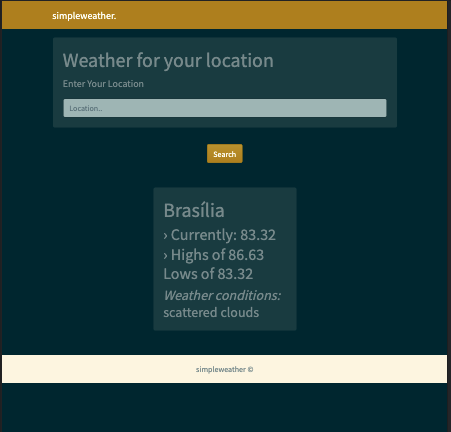 simpleweather.
Weather for your location
Enter Your Location
Location..
Search
Brasília
› Currently: 83.32
› Highs of 86.63
Lows of 83.32
Weather conditions:
scattered clouds
simpleweather ©